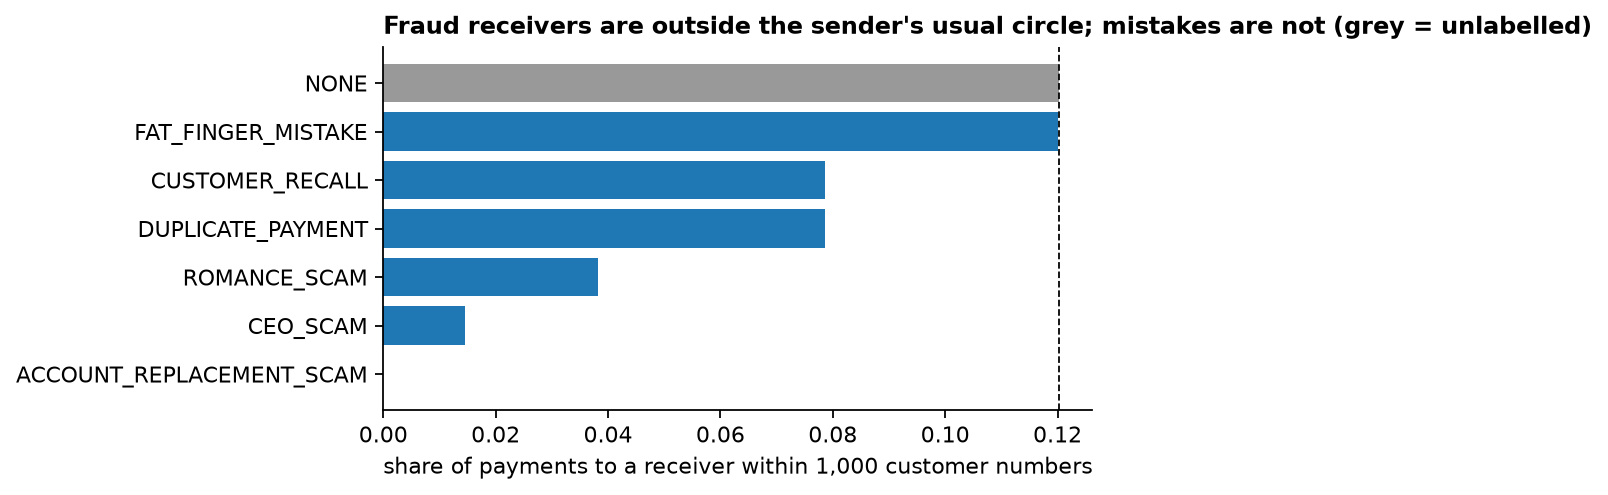 Fraud receivers are outside the sender's usual circle; mistakes are not (grey = unlabelled)
NONE
FAT_FINGER_MISTAKE
CUSTOMER_RECALL
DUPLICATE_PAYMENT
ROMANCE_SCAM
CEO_SCAM
ACCOUNT_REPLACEMENT_SCAM
0.00 0.02 0.04 0.06 0.08 0.10 0.12
share of payments to a receiver within 1,000 customer numbers